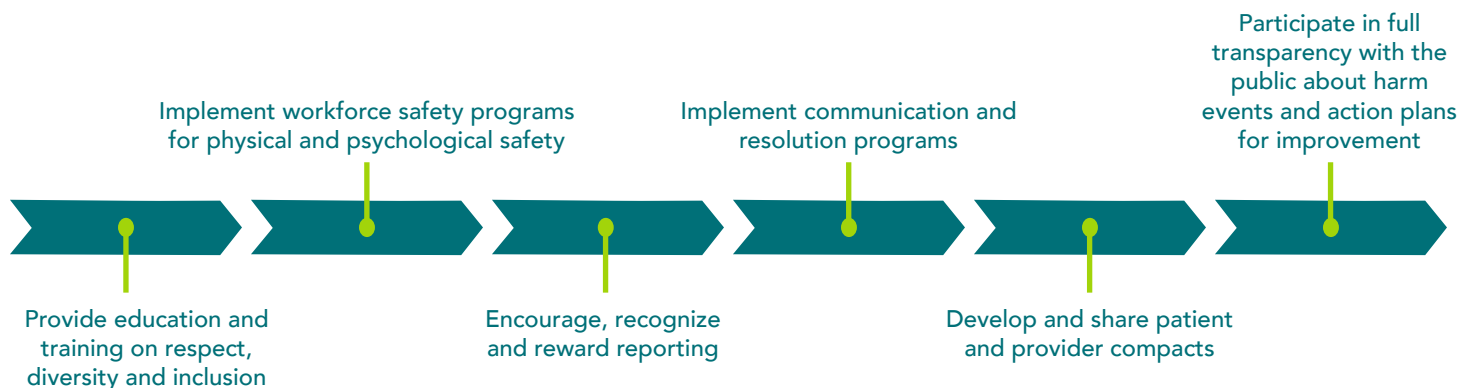 Provide education and
training on respect,
diversity and inclusion
Implement workforce safety programs
for physical and psychological safety
Encourage, recognize
and reward reporting
Implement communication and
resolution programs
Develop and share patient
and provider compacts
Participate in full
transparency with the
public about harm
events and action plans
for improvement